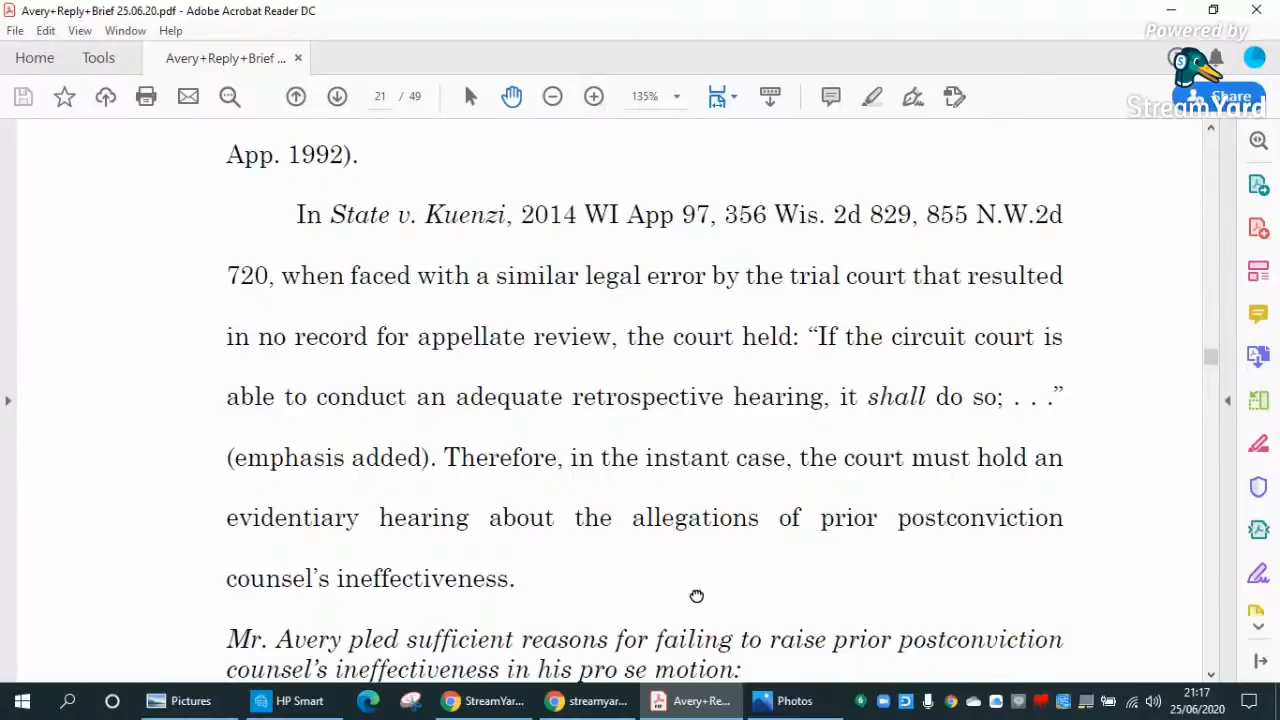 Avery+Reply+Brief 25.06.20.pdf - Adobe Acrobat Reader DC
File Edit View Window Help
Powered by
Home Tools Avery+Reply+Brief ... ×
21 / 49 135% Share
StreamYard
App. 1992).
In State v. Kuenzi, 2014 WI App 97, 356 Wis. 2d 829, 855 N.W.2d
720, when faced with a similar legal error by the trial court that resulted
in no record for appellate review, the court held: “If the circuit court is
able to conduct an adequate retrospective hearing, it shall do so; . . .”
(emphasis added). Therefore, in the instant case, the court must hold an
evidentiary hearing about the allegations of prior postconviction
counsel’s ineffectiveness.
Mr. Avery pled sufficient reasons for failing to raise prior postconviction
counsel’s ineffectiveness in his pro se motion:
Pictures HP Smart StreamYar... streamyar... Avery+Re... Photos
21:17
25/06/2020